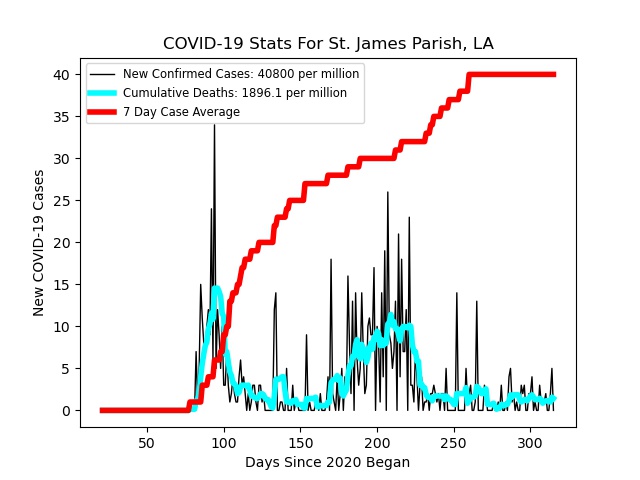 COVID-19 Stats For St. James Parish, LA
New Confirmed Cases: 40800 per million
Cumulative Deaths: 1896.1 per million
7 Day Case Average
New COVID-19 Cases
40
35
30
25
20
15
10
5
0
50 100 150 200 250 300
Days Since 2020 Began